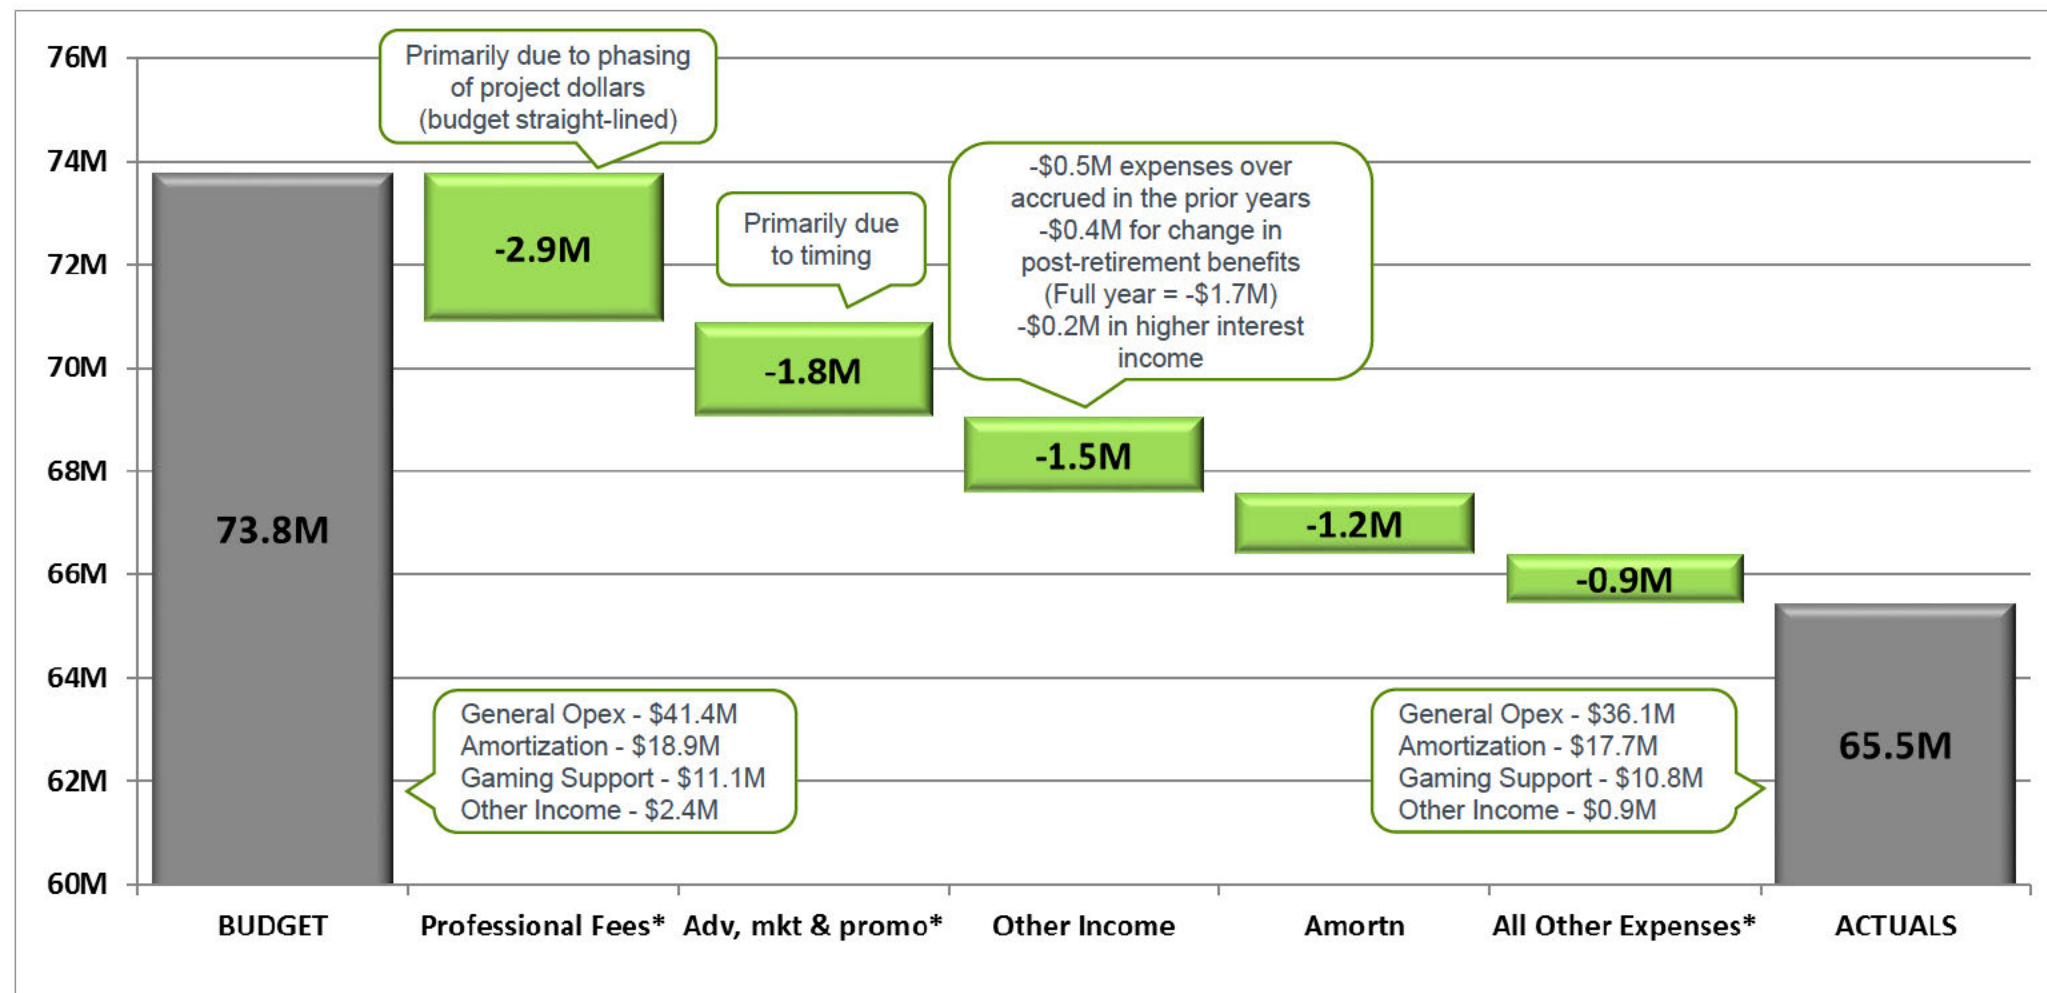 76M
74M
72M
70M
68M
66M
64M
62M
60M
Primarily due to phasing
of project dollars
(budget straight-lined)
Primarily due
to timing
-$0.5M expenses over
accrued in the prior years
-$0.4M for change in
post-retirement benefits
(Full year = -$1.7M)
-$0.2M in higher interest
income
73.8M
-2.9M
-1.8M
-1.5M
-1.2M
-0.9M
65.5M
General Opex - $41.4M
Amortization - $18.9M
Gaming Support - $11.1M
Other Income - $2.4M
General Opex - $36.1M
Amortization - $17.7M
Gaming Support - $10.8M
Other Income - $0.9M
BUDGET
Professional Fees*
Adv, mkt & promo*
Other Income
Amortn
All Other Expenses*
ACTUALS